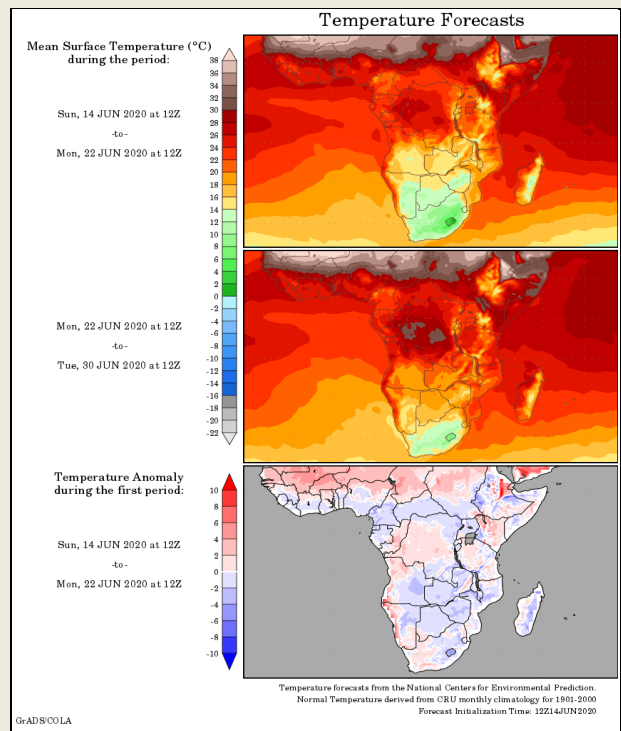 Temperature Forecasts
Mean Surface Temperature (°C)
during the period:
38
36
34
32
30
28
26
24
22
20
18
16
14
12
10
8
6
4
2
0
-2
-4
-6
-8
-10
-12
-14
-16
-18
-20
-22
Sun, 14 JUN 2020 at 12Z
-to-
Mon, 22 JUN 2020 at 12Z
Mon, 22 JUN 2020 at 12Z
-to-
Tue, 30 JUN 2020 at 12Z
Temperature Anomaly
during the first period:
10
8
6
4
2
0
-2
-4
-6
-8
-10
Sun, 14 JUN 2020 at 12Z
-to-
Mon, 22 JUN 2020 at 12Z
Temperature forecasts from the National Centers for Environmental Prediction.
Normal Temperature derived from CRU monthly climatology for 1901-2000
Forecast Initialization Time: 12Z14JUN2020
GrADS/COLA